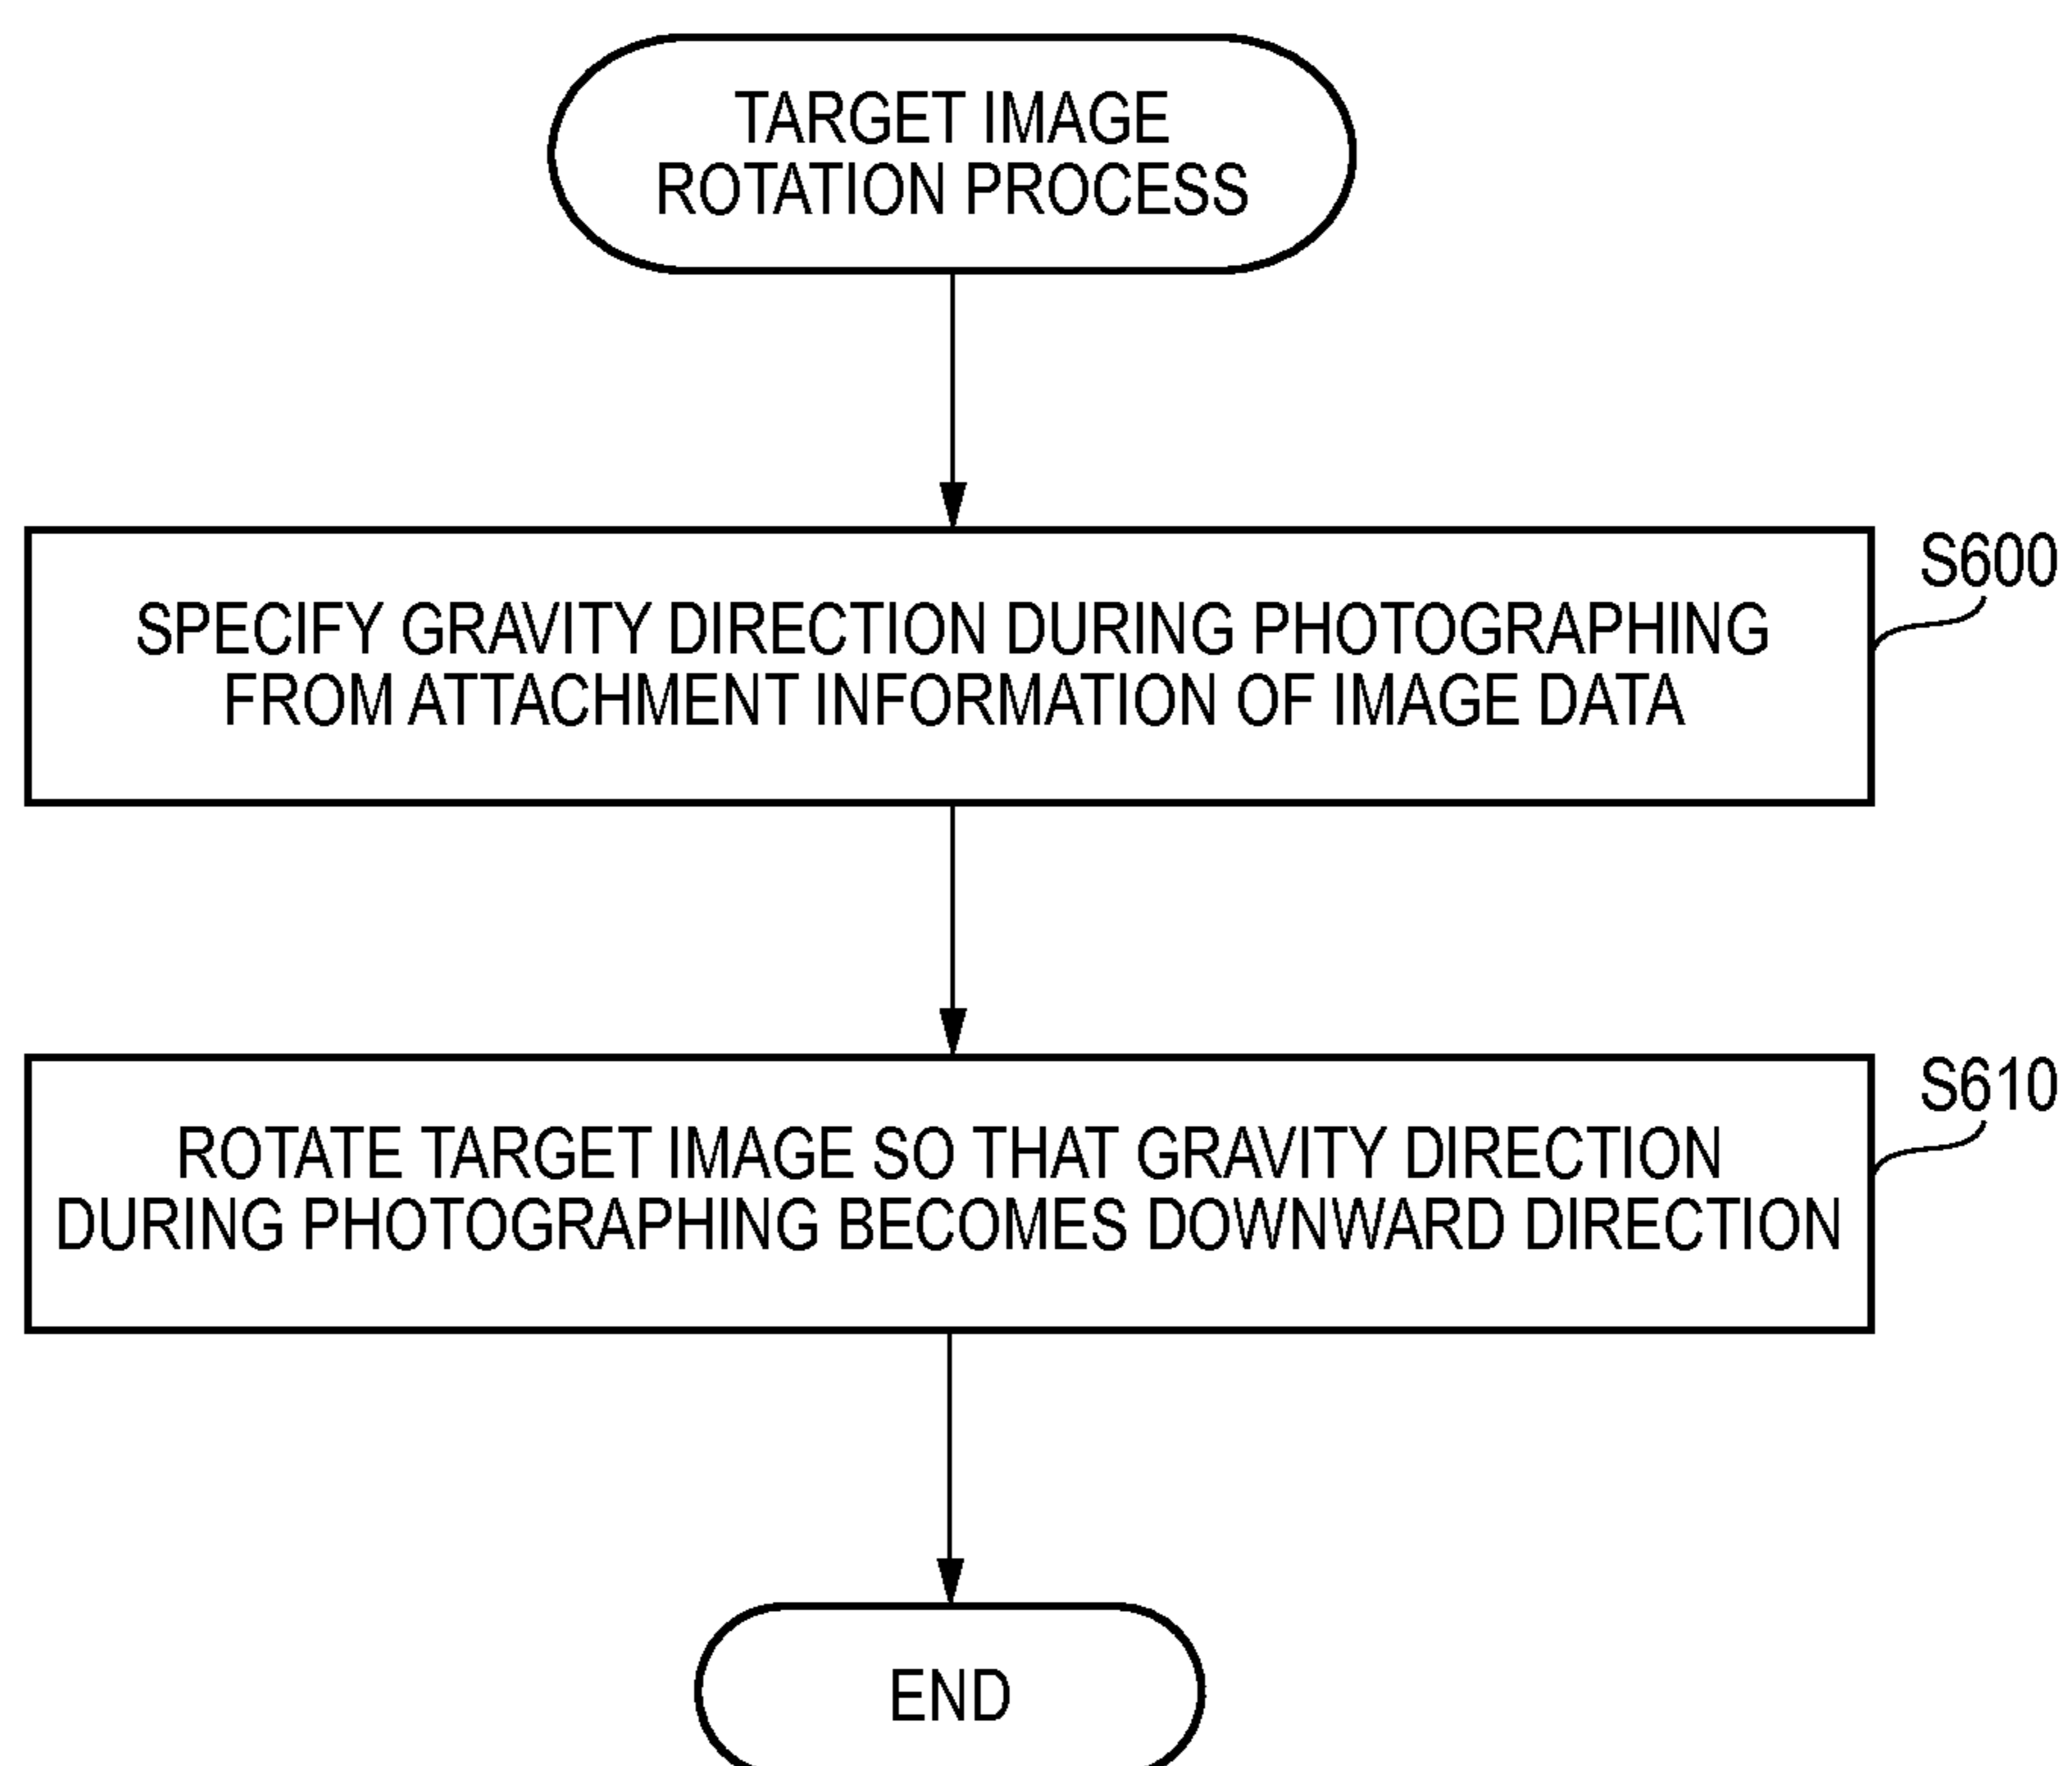 TARGET IMAGE
ROTATION PROCESS
S600
SPECIFY GRAVITY DIRECTION DURING PHOTOGRAPHING
FROM ATTACHMENT INFORMATION OF IMAGE DATA
S610
ROTATE TARGET IMAGE SO THAT GRAVITY DIRECTION
DURING PHOTOGRAPHING BECOMES DOWNWARD DIRECTION
END